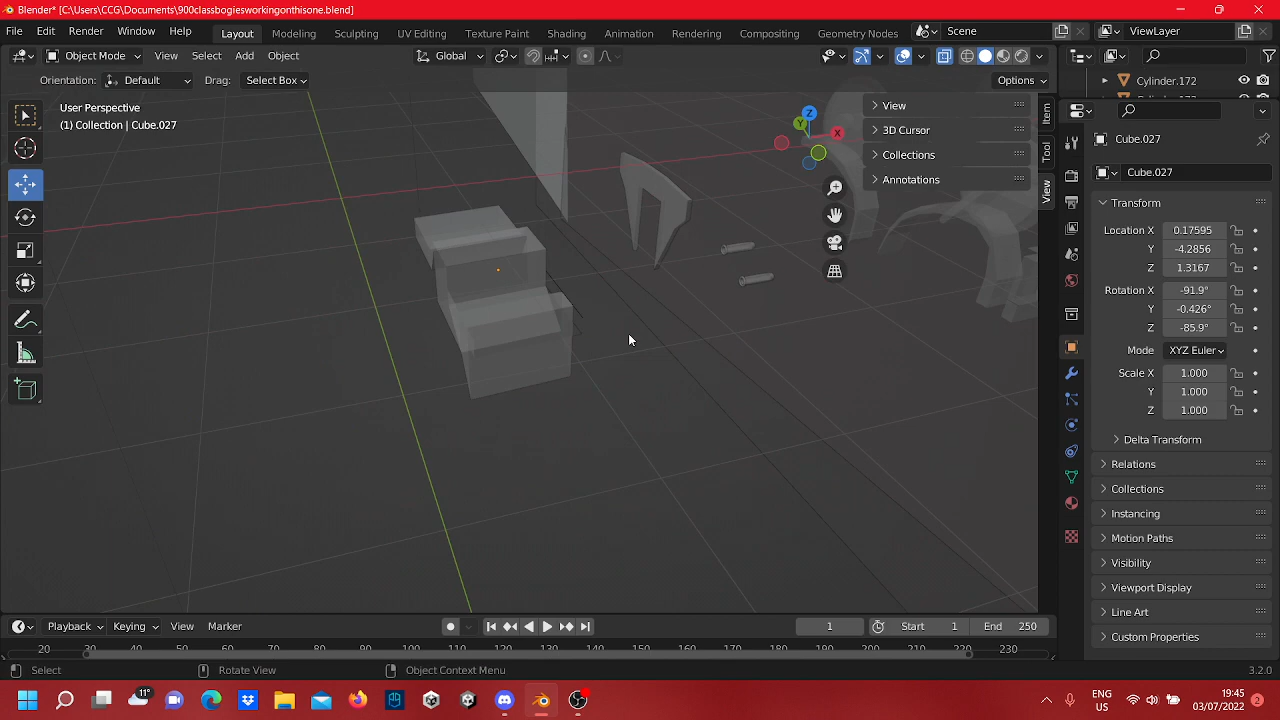 Blender* [C:\Users\CCG\Documents\900classbogiesworkingonthisone.blend]
File Edit Render Window Help Layout Modeling Sculpting UV Editing Texture Paint Shading Animation Rendering Compositing Geometry Nodes Scene ViewLayer
Object Mode View Select Add Object Global
Orientation: Default Drag: Select Box Options
Cylinder.172
User Perspective
(1) Collection | Cube.027
View
3D Cursor
Collections
Annotations
Item
Tool
View
X
Y
Z
Cube.027
Cube.027
Transform
Location X 0.17595
Y -4.2856
Z 1.3167
Rotation X -91.9°
Y -0.426°
Z -85.9°
Mode XYZ Euler
Scale X 1.000
Y 1.000
Z 1.000
Delta Transform
Relations
Collections
Instancing
Motion Paths
Visibility
Viewport Display
Line Art
Custom Properties
Playback Keying View Marker 1 Start 1 End 250
20 30 40 50 60 70 80 90 100 110 120 130 140 150 160 170 180 190 200 210 220 230
Select Rotate View Object Context Menu 3.2.0
11°
ENG
US
19:45
03/07/2022
2